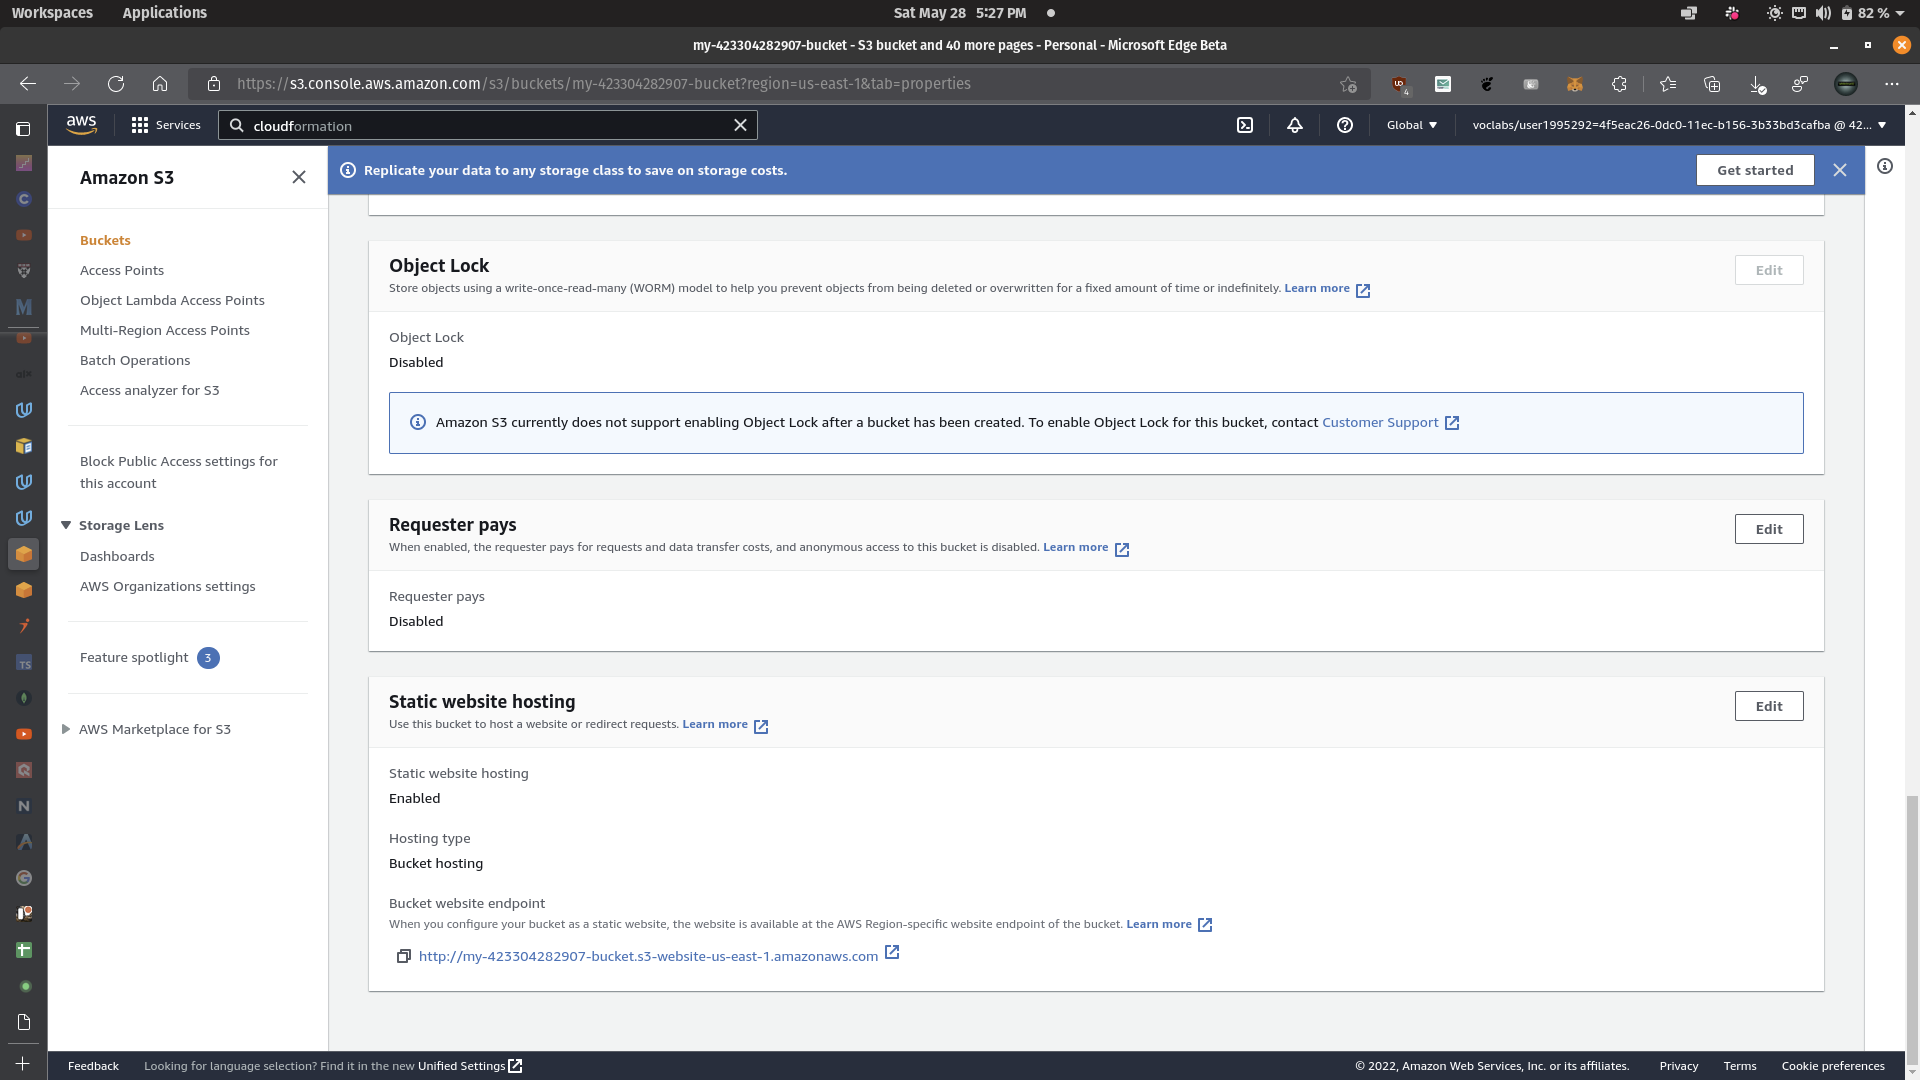 Workspaces
Applications
Sat May 28 5:27 PM
82 %
my-423304282907-bucket - S3 bucket and 40 more pages - Personal - Microsoft Edge Beta
https://s3.console.aws.amazon.com/s3/buckets/my-423304282907-bucket?region=us-east-1&tab=properties
4
aws
Services
cloudformation
Global
voclabs/user1995292=4f5eac26-0dc0-11ec-b156-3b33bd3cafba @ 42...
Amazon S3
Replicate your data to any storage class to save on storage costs.
Get started
Buckets
Access Points
Object Lambda Access Points
Multi-Region Access Points
Batch Operations
Access analyzer for S3
Block Public Access settings for
this account
Storage Lens
Dashboards
AWS Organizations settings
Feature spotlight 3
AWS Marketplace for S3
Object Lock
Edit
Store objects using a write-once-read-many (WORM) model to help you prevent objects from being deleted or overwritten for a fixed amount of time or indefinitely. Learn more
Object Lock
Disabled
Amazon S3 currently does not support enabling Object Lock after a bucket has been created. To enable Object Lock for this bucket, contact Customer Support
Requester pays
Edit
When enabled, the requester pays for requests and data transfer costs, and anonymous access to this bucket is disabled. Learn more
Requester pays
Disabled
Static website hosting
Edit
Use this bucket to host a website or redirect requests. Learn more
Static website hosting
Enabled
Hosting type
Bucket hosting
Bucket website endpoint
When you configure your bucket as a static website, the website is available at the AWS Region-specific website endpoint of the bucket. Learn more
http://my-423304282907-bucket.s3-website-us-east-1.amazonaws.com
Feedback
Looking for language selection? Find it in the new Unified Settings
© 2022, Amazon Web Services, Inc. or its affiliates.
Privacy
Terms
Cookie preferences